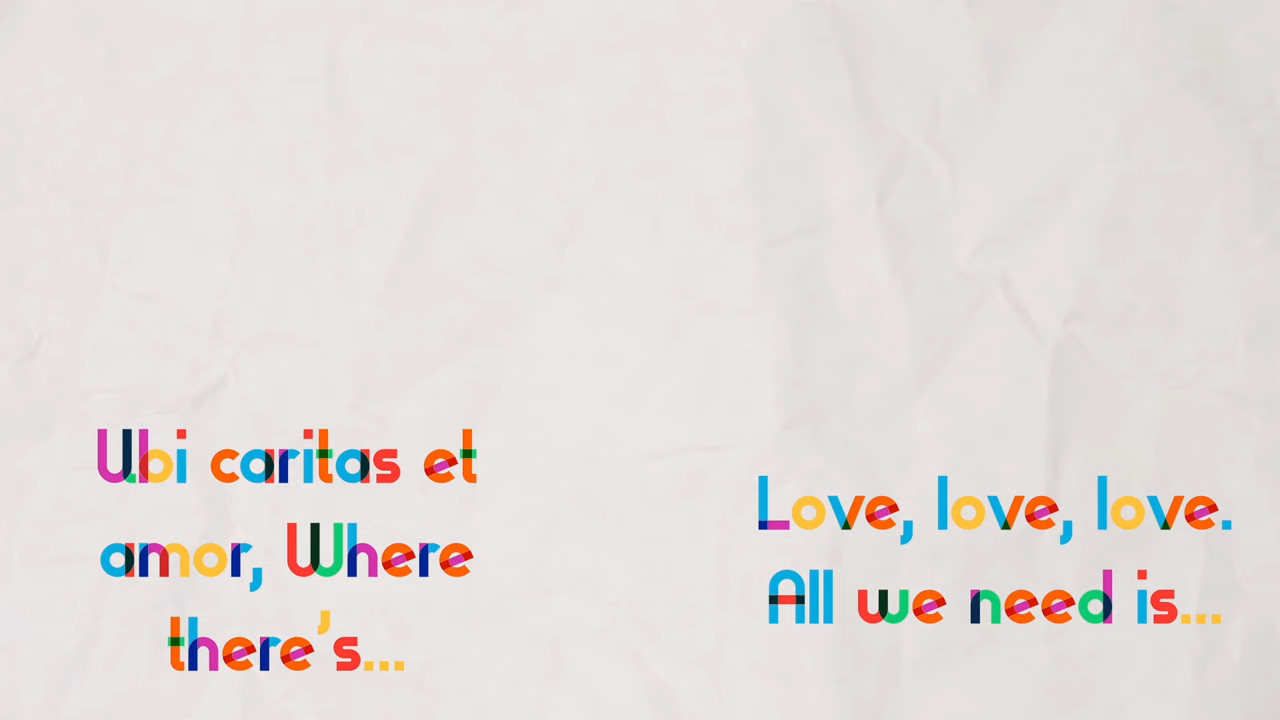 Ubi caritas et
amor, Where
there's...
Love, love, love.
All we need is...